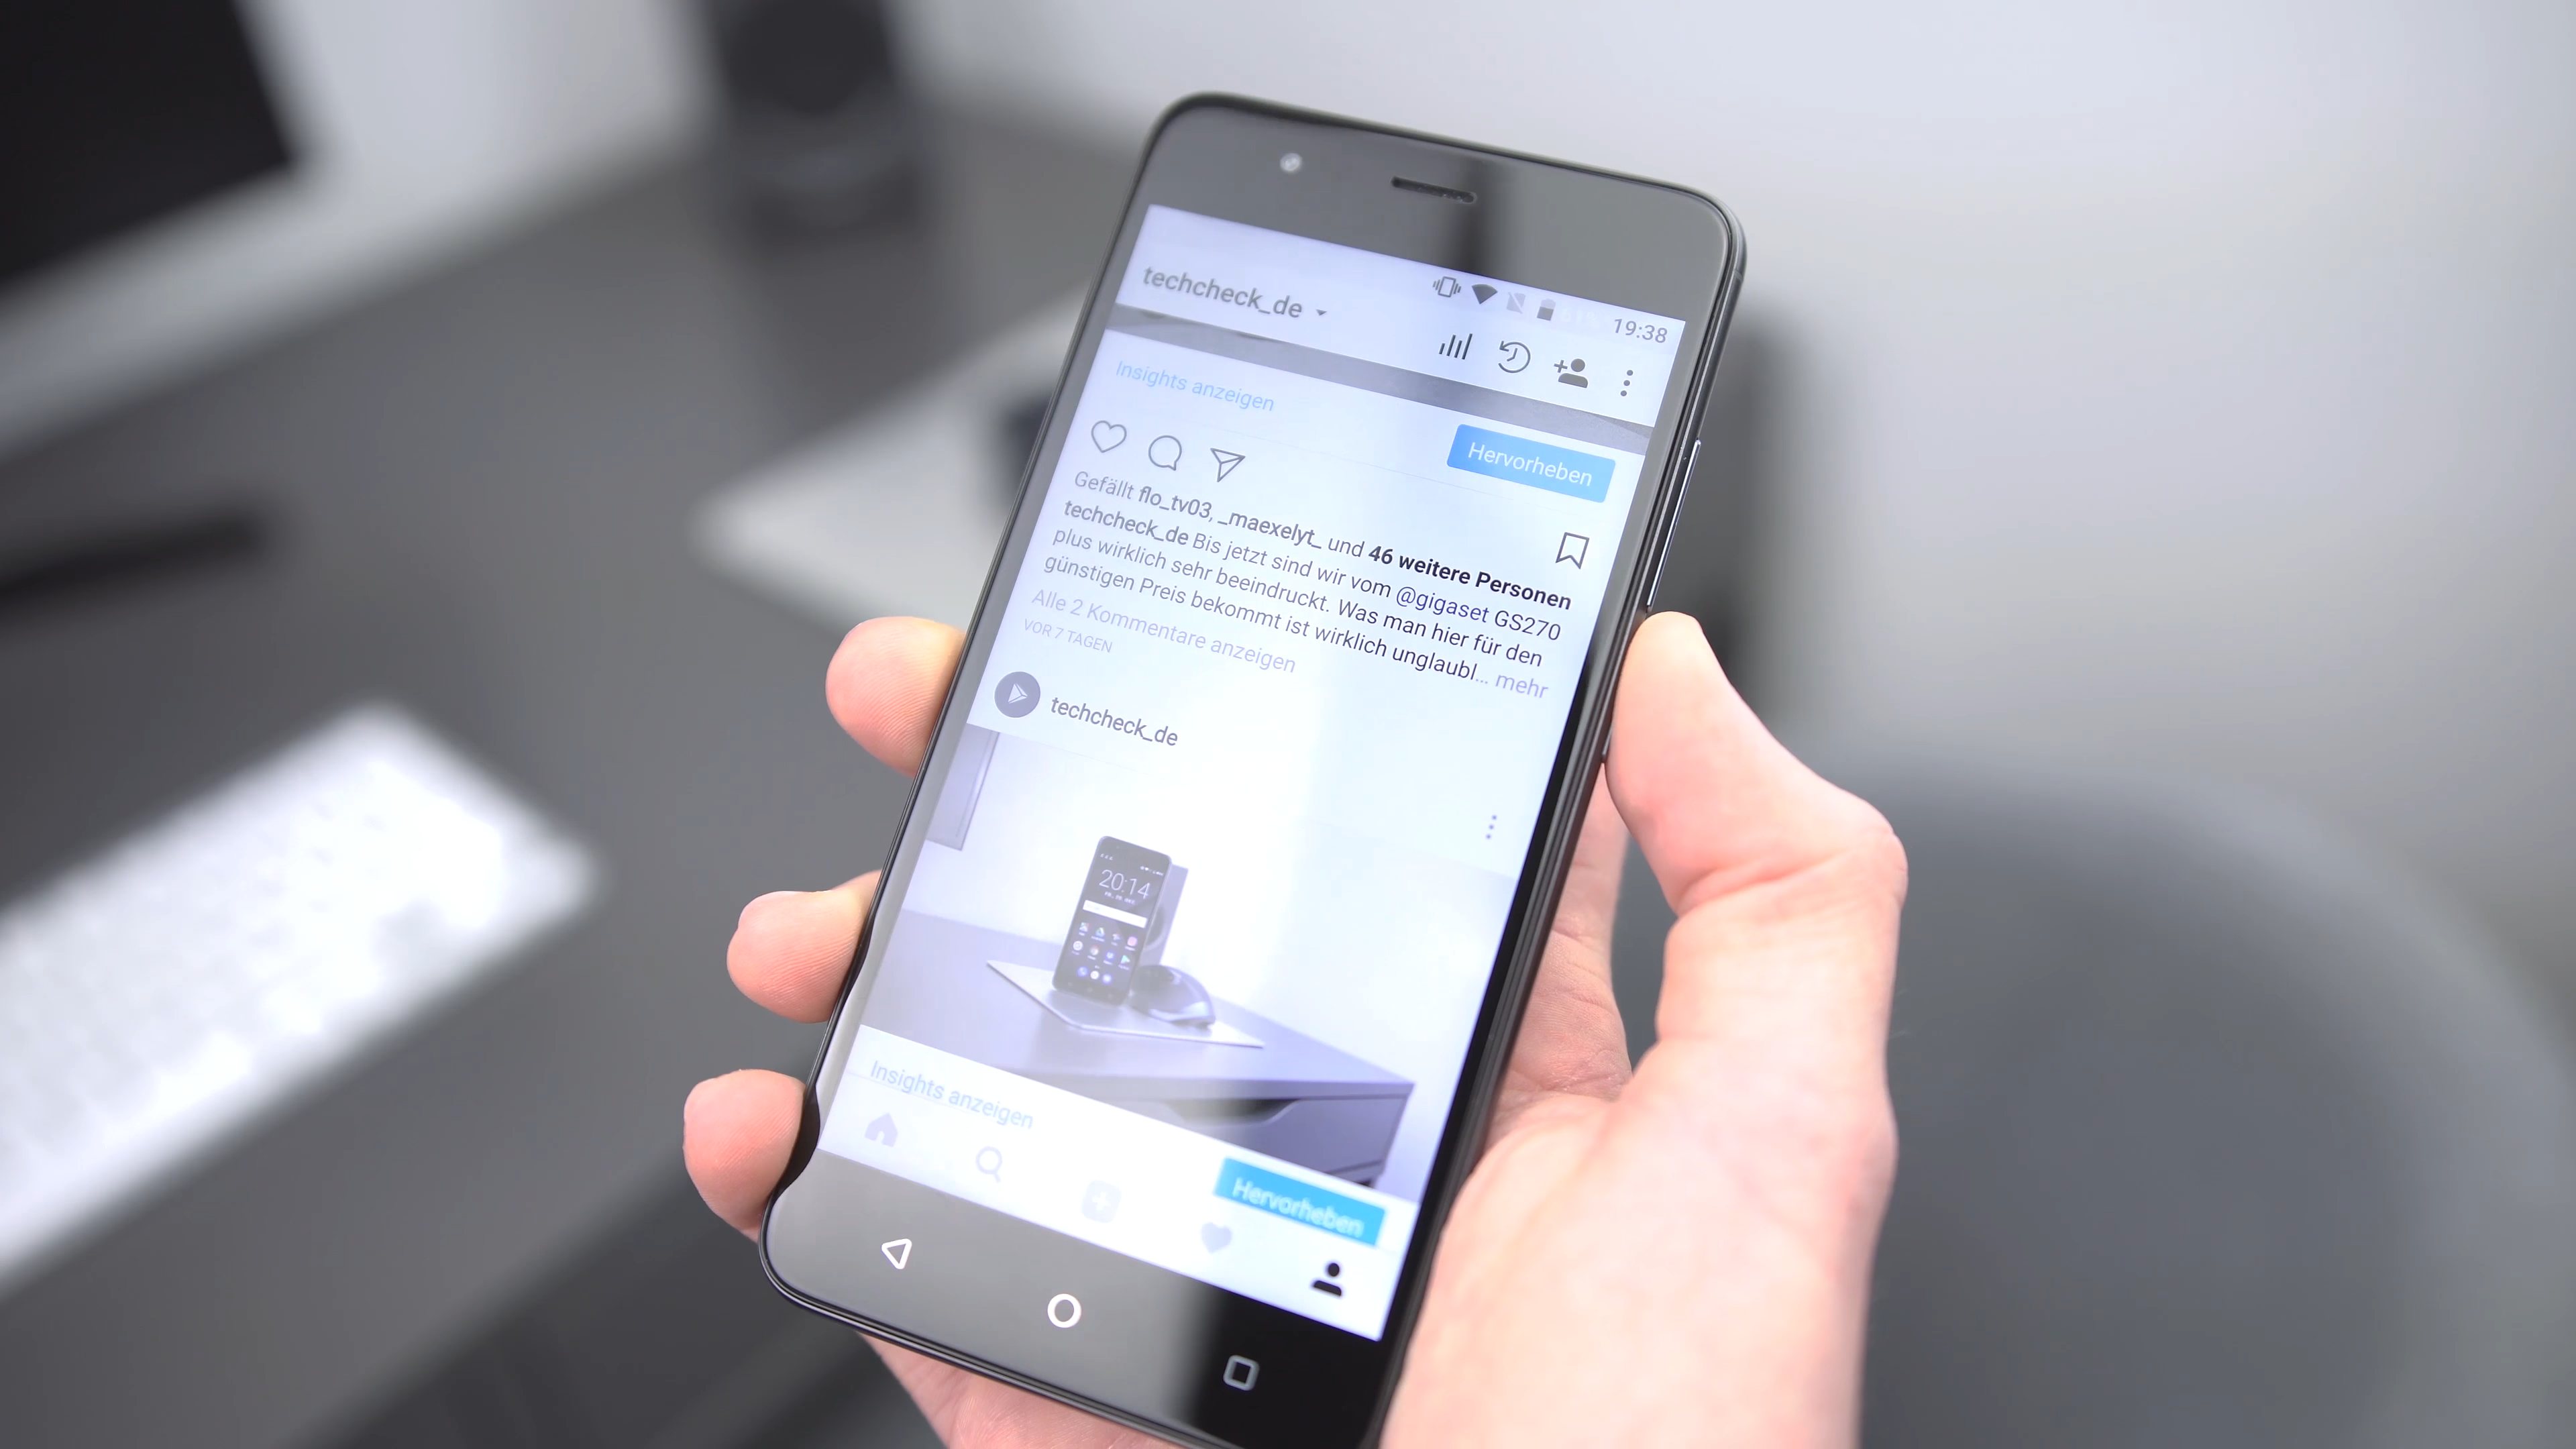 19:38
techcheck_de
Insights anzeigen
Hervorheben
Gefällt flo_tv03, _maexelyt_ und 46 weitere Personen
techcheck_de Bis jetzt sind wir vom @gigaset GS270
plus wirklich sehr beeindruckt. Was man hier für den
günstigen Preis bekommt ist wirklich unglaubl... mehr
Alle 2 Kommentare anzeigen
VOR 7 TAGEN
techcheck_de
20:14
Insights anzeigen
Hervorheben